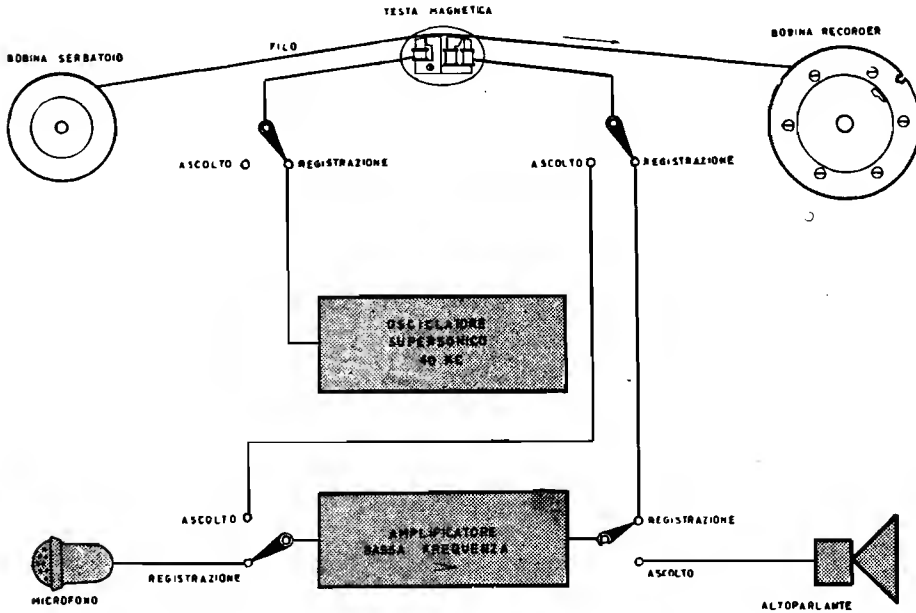 TESTA MAGNETICA
BOBINA SERBATOIO
FILO
BOBINA RECORDER
ASCOLTO
REGISTRAZIONE
ASCOLTO
REGISTRAZIONE
OSCILLATORE
SUPERSONICO
40 KC
ASCOLTO
REGISTRAZIONE
AMPLIFICATORE
BASSA FREQUENZA
REGISTRAZIONE
ASCOLTO
MICROFONO
ALTOPARLANTE